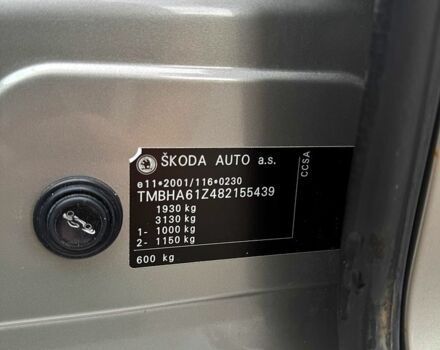 ŠKODA AUTO a.s.
e11*2001/116*0230
TMBHA61Z482155439
1930 kg
3130 kg
1- 1000 kg
2- 1150 kg
600 kg
CCSA